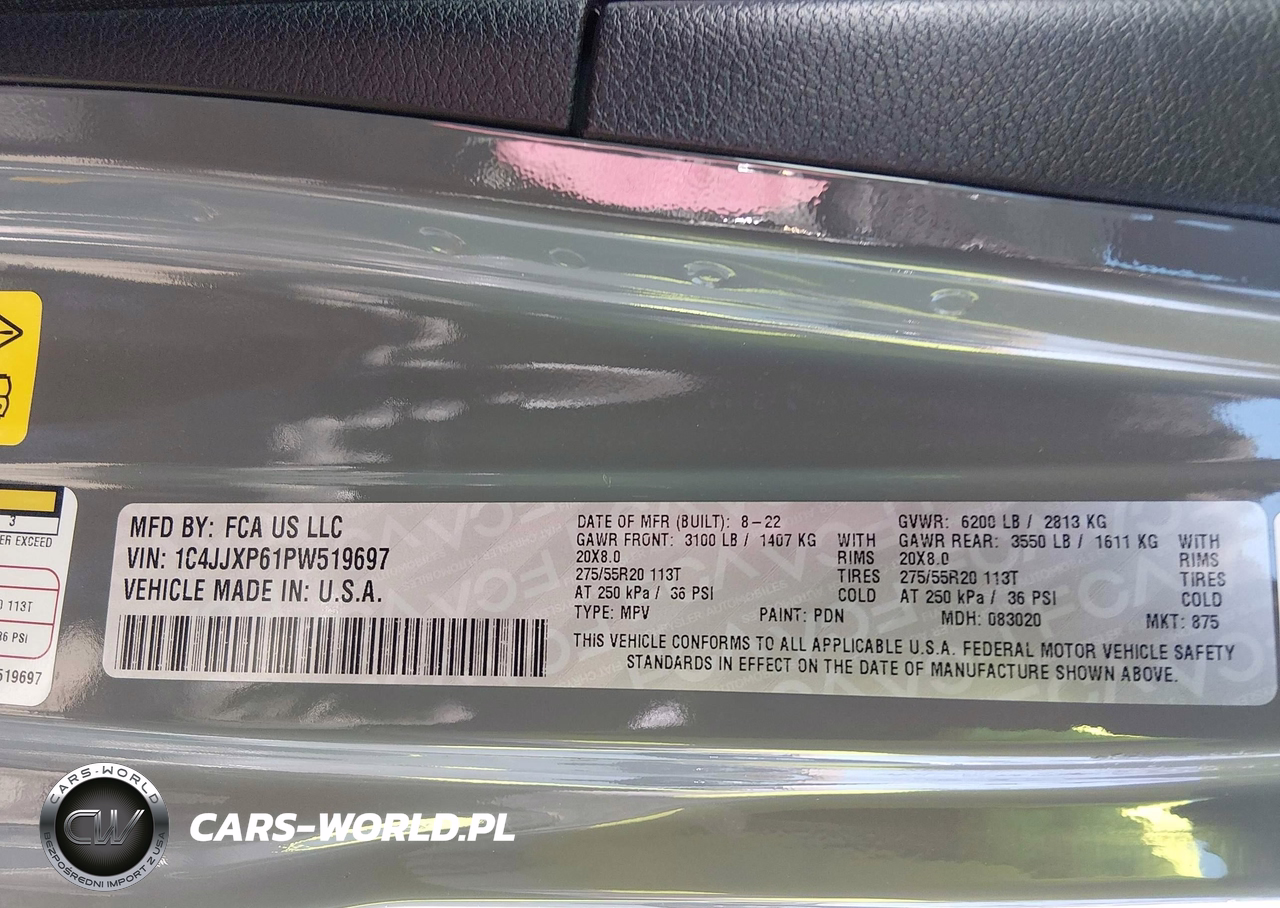 3
ER EXCEED
0 113T
36 PSI
519697
MFD BY: FCA US LLC
VIN: 1C4JJXP61PW519697
VEHICLE MADE IN: U.S.A.
DATE OF MFR (BUILT): 8-22
GVWR: 6200 LB / 2813 KG
GAWR FRONT: 3100 LB / 1407 KG WITH
20X8.0 RIMS
275/55R20 113T TIRES
AT 250 kPa / 36 PSI COLD
GAWR REAR: 3550 LB / 1611 KG WITH
20X8.0 RIMS
275/55R20 113T TIRES
AT 250 kPa / 36 PSI COLD
TYPE: MPV PAINT: PDN MDH: 083020 MKT: 875
THIS VEHICLE CONFORMS TO ALL APPLICABLE U.S.A. FEDERAL MOTOR VEHICLE SAFETY
STANDARDS IN EFFECT ON THE DATE OF MANUFACTURE SHOWN ABOVE.
CARS-WORLD
CW
BEZPOŚREDNI IMPORT Z USA
CARS-WORLD.PL